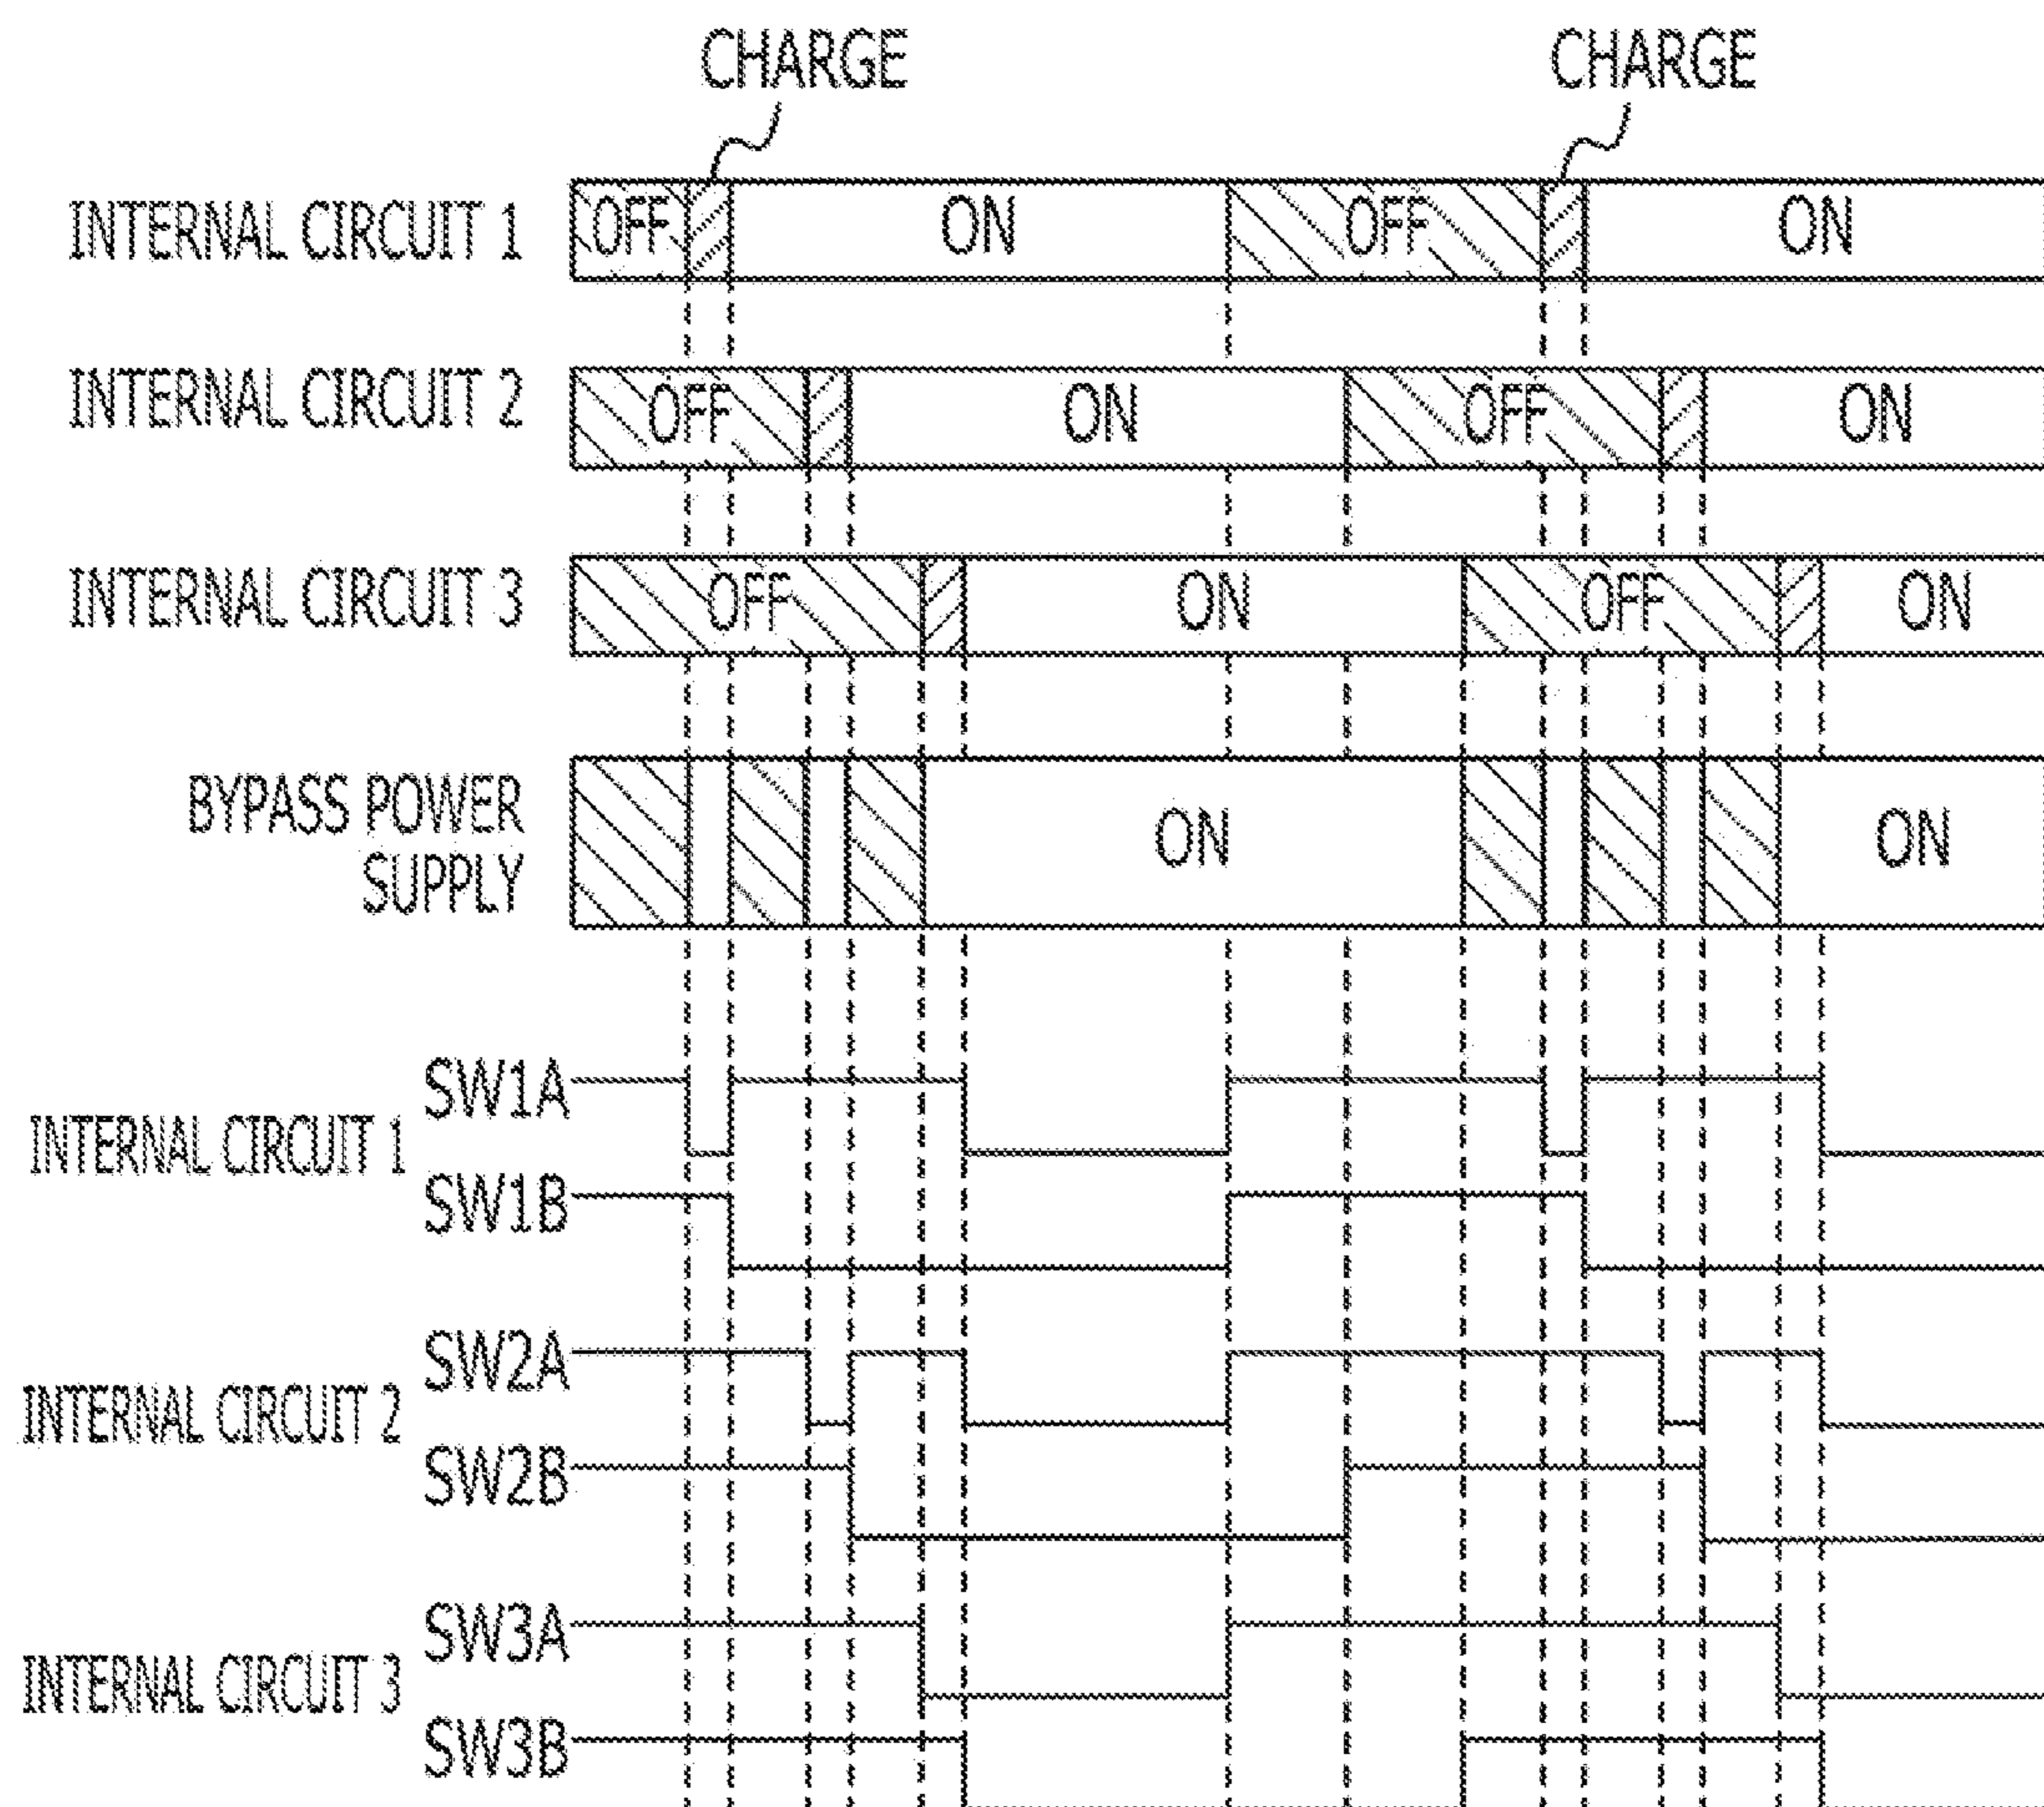 CHARGE CHARGE
INTERNAL CIRCUIT 1 OFF ON OFF ON
INTERNAL CIRCUIT 2 OFF ON OFF ON
INTERNAL CIRCUIT 3 OFF ON OFF ON
BYPASS POWER
SUPPLY
ON ON
SW1A
INTERNAL CIRCUIT 1
SW1B
SW2A
INTERNAL CIRCUIT 2
SW2B
SW3A
INTERNAL CIRCUIT 3
SW3B